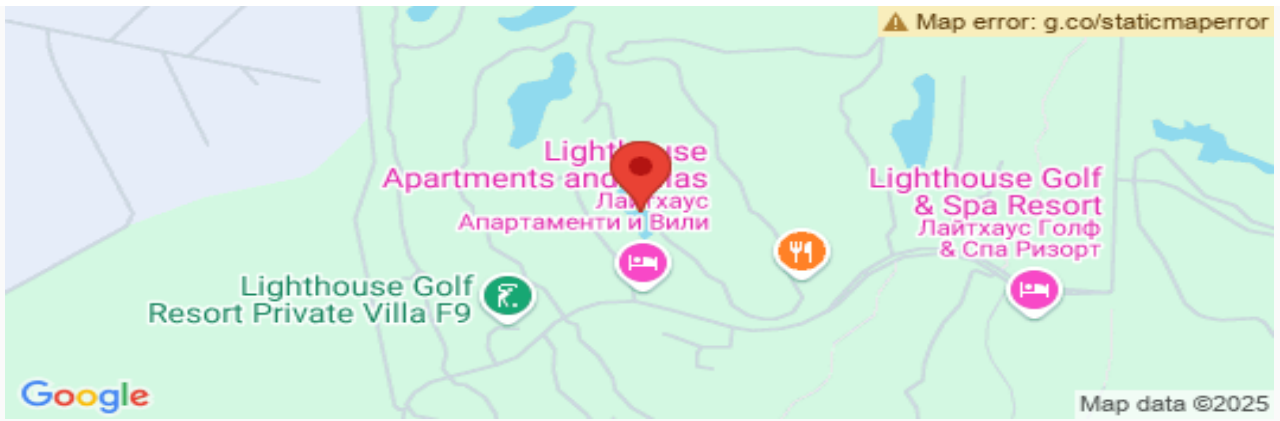 Map error: g.co/staticmaperror
Lighthouse
Apartments and Villas
Лайтхаус
Апартаменти и Вили
Lighthouse Golf
& Spa Resort
Лайтхаус Голф
& Спа Ризорт
Lighthouse Golf
Resort Private Villa F9
Google
Map data ©2025